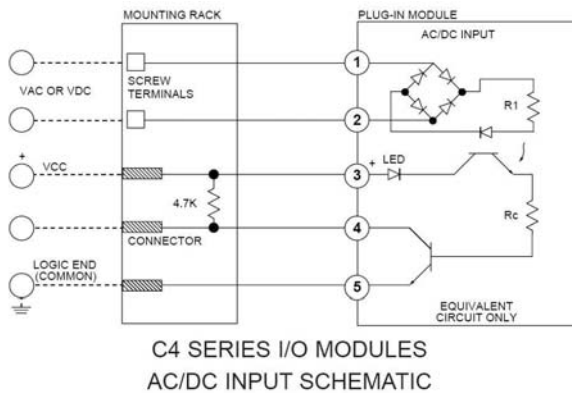 MOUNTING RACK
PLUG-IN MODULE
AC/DC INPUT
1
SCREW
TERMINALS
VAC OR VDC
R1
2
+
VCC
3
+
LED
4.7K
Rc
4
CONNECTOR
LOGIC END
(COMMON)
5
EQUIVALENT
CIRCUIT ONLY
C4 SERIES I/O MODULES
AC/DC INPUT SCHEMATIC